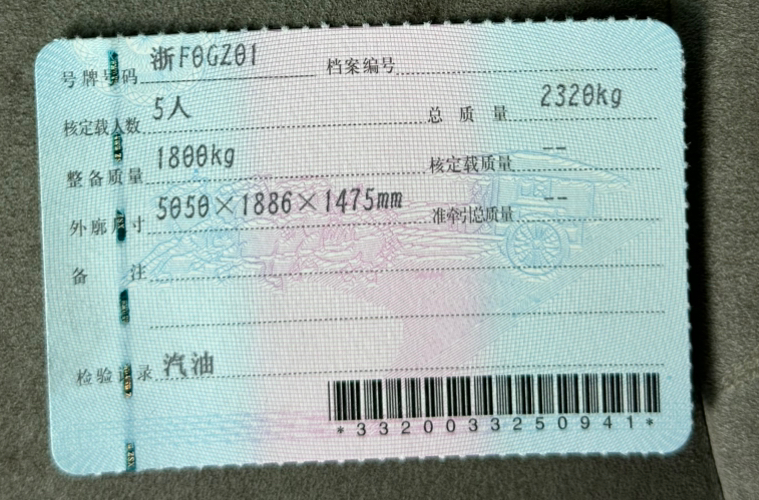 号牌号码 浙F0GZ01 档案编号
核定载人数 5人 总质量 2320kg
整备质量 1800kg 核定载质量 --
外廓尺寸 5050×1886×1475mm 准牵引总质量 --
备注
检验记录 汽油
*3320033250941*